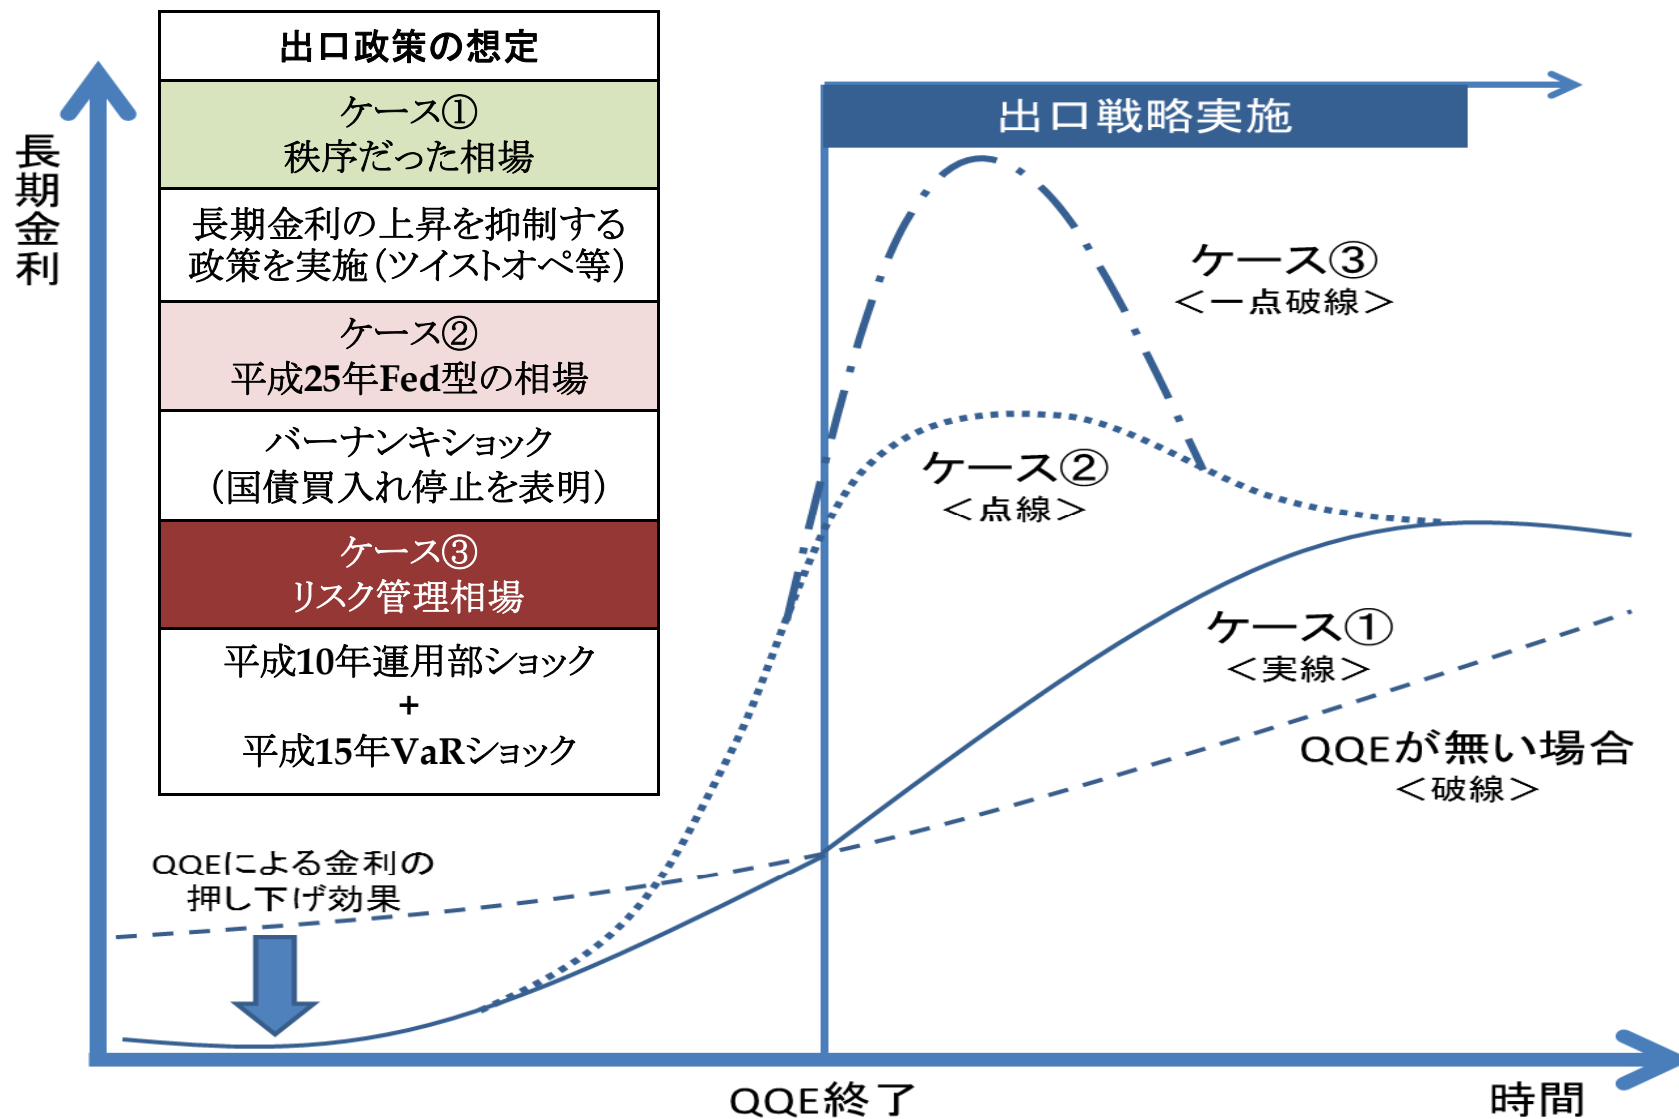 出口政策の想定
ケース①
秩序だった相場
長期金利の上昇を抑制する
政策を実施（ツイストオペ等）
ケース②
平成25年Fed型の相場
バーナンキショック
（国債買入れ停止を表明）
ケース③
リスク管理相場
平成10年運用部ショック
+
平成15年VaRショック
長期金利
出口戦略実施
ケース③
＜一点破線＞
ケース②
＜点線＞
ケース①
＜実線＞
QQEが無い場合
＜破線＞
QQEによる金利の
押し下げ効果
QQE終了
時間